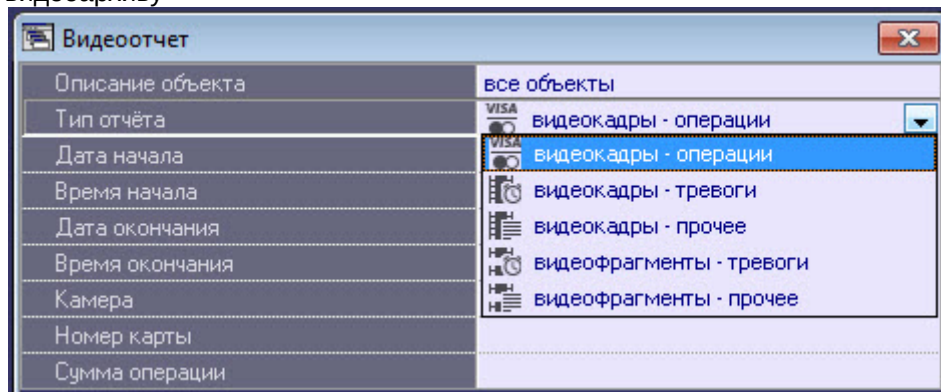 видеоархиву
Видеоотчет
Описание объекта все объекты
Тип отчёта VISA видеокадры - операции
Дата начала VISA видеокадры - операции
Время начала видеокадры - тревоги
Дата окончания видеокадры - прочее
Время окончания видеофрагменты - тревоги
Камера видеофрагменты - прочее
Номер карты
Сумма операции